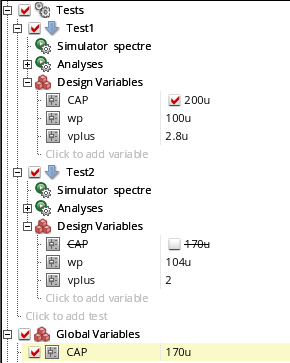 Tests
Test1
Simulator spectre
Analyses
Design Variables
CAP 200u
wp 100u
vplus 2.8u
Click to add variable
Test2
Simulator spectre
Analyses
Design Variables
CAP 170u
wp 104u
vplus 2
Click to add variable
Click to add test
Global Variables
CAP 170u